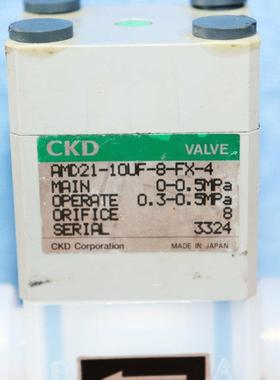 CKD VALVE
AMD21-10UF-8-FX-4
MAIN 0-0.5MPa
OPERATE 0.3-0.5MPa
ORIFICE 8
SERIAL 3324
CKD Corporation MADE IN JAPAN
A